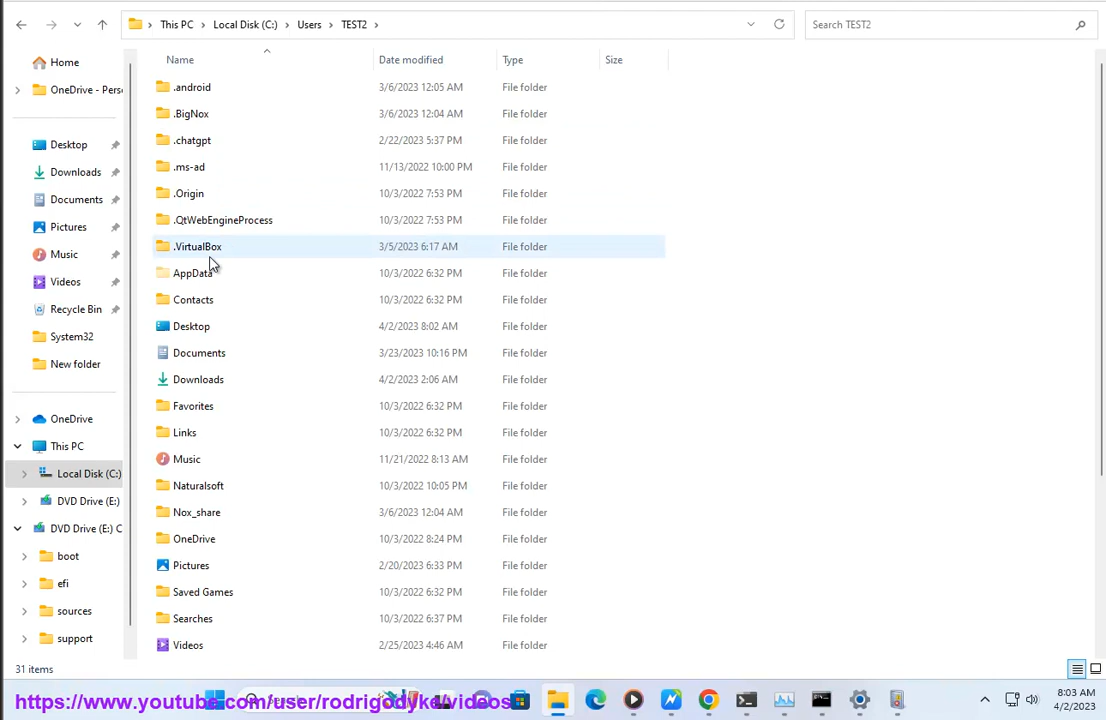 This PC > Local Disk (C:) > Users > TEST2 >
Search TEST2
Home
OneDrive - Pers
Desktop
Downloads
Documents
Pictures
Music
Videos
Recycle Bin
System32
New folder
OneDrive
This PC
Local Disk (C:)
DVD Drive (E:)
DVD Drive (E:) C
boot
efi
sources
support
Name Date modified Type Size
.android 3/6/2023 12:05 AM File folder
.BigNox 3/6/2023 12:04 AM File folder
.chatgpt 2/22/2023 5:37 PM File folder
.ms-ad 11/13/2022 10:00 PM File folder
.Origin 10/3/2022 7:53 PM File folder
.QtWebEngineProcess 10/3/2022 7:53 PM File folder
.VirtualBox 3/5/2023 6:17 AM File folder
AppData 10/3/2022 6:32 PM File folder
Contacts 10/3/2022 6:32 PM File folder
Desktop 4/2/2023 8:02 AM File folder
Documents 3/23/2023 10:16 PM File folder
Downloads 4/2/2023 2:06 AM File folder
Favorites 10/3/2022 6:32 PM File folder
Links 10/3/2022 6:32 PM File folder
Music 11/21/2022 8:13 AM File folder
Naturalsoft 10/3/2022 10:05 PM File folder
Nox_share 3/6/2023 12:04 AM File folder
OneDrive 10/3/2022 8:24 PM File folder
Pictures 2/20/2023 6:33 PM File folder
Saved Games 10/3/2022 6:32 PM File folder
Searches 10/3/2022 6:37 PM File folder
Videos 2/25/2023 4:46 AM File folder
31 items
https://www.youtube.com/user/rodrigodyke/videos
8:03 AM
4/2/2023